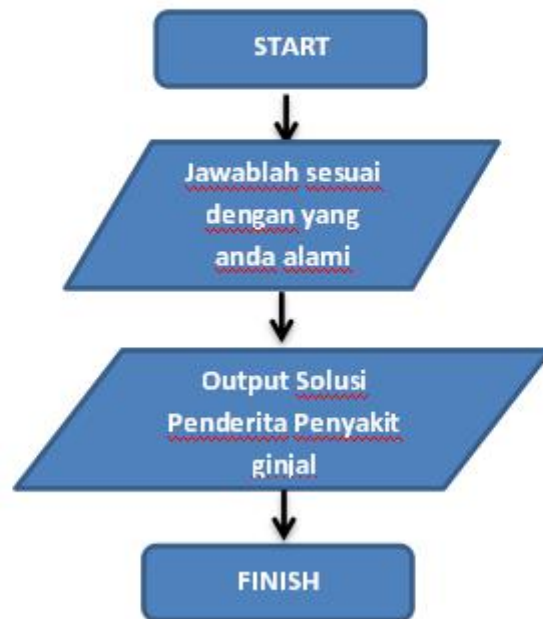 START
Jawablah sesuai
dengan yang
anda alami
Output Solusi
Penderita Penyakit
ginjal
FINISH